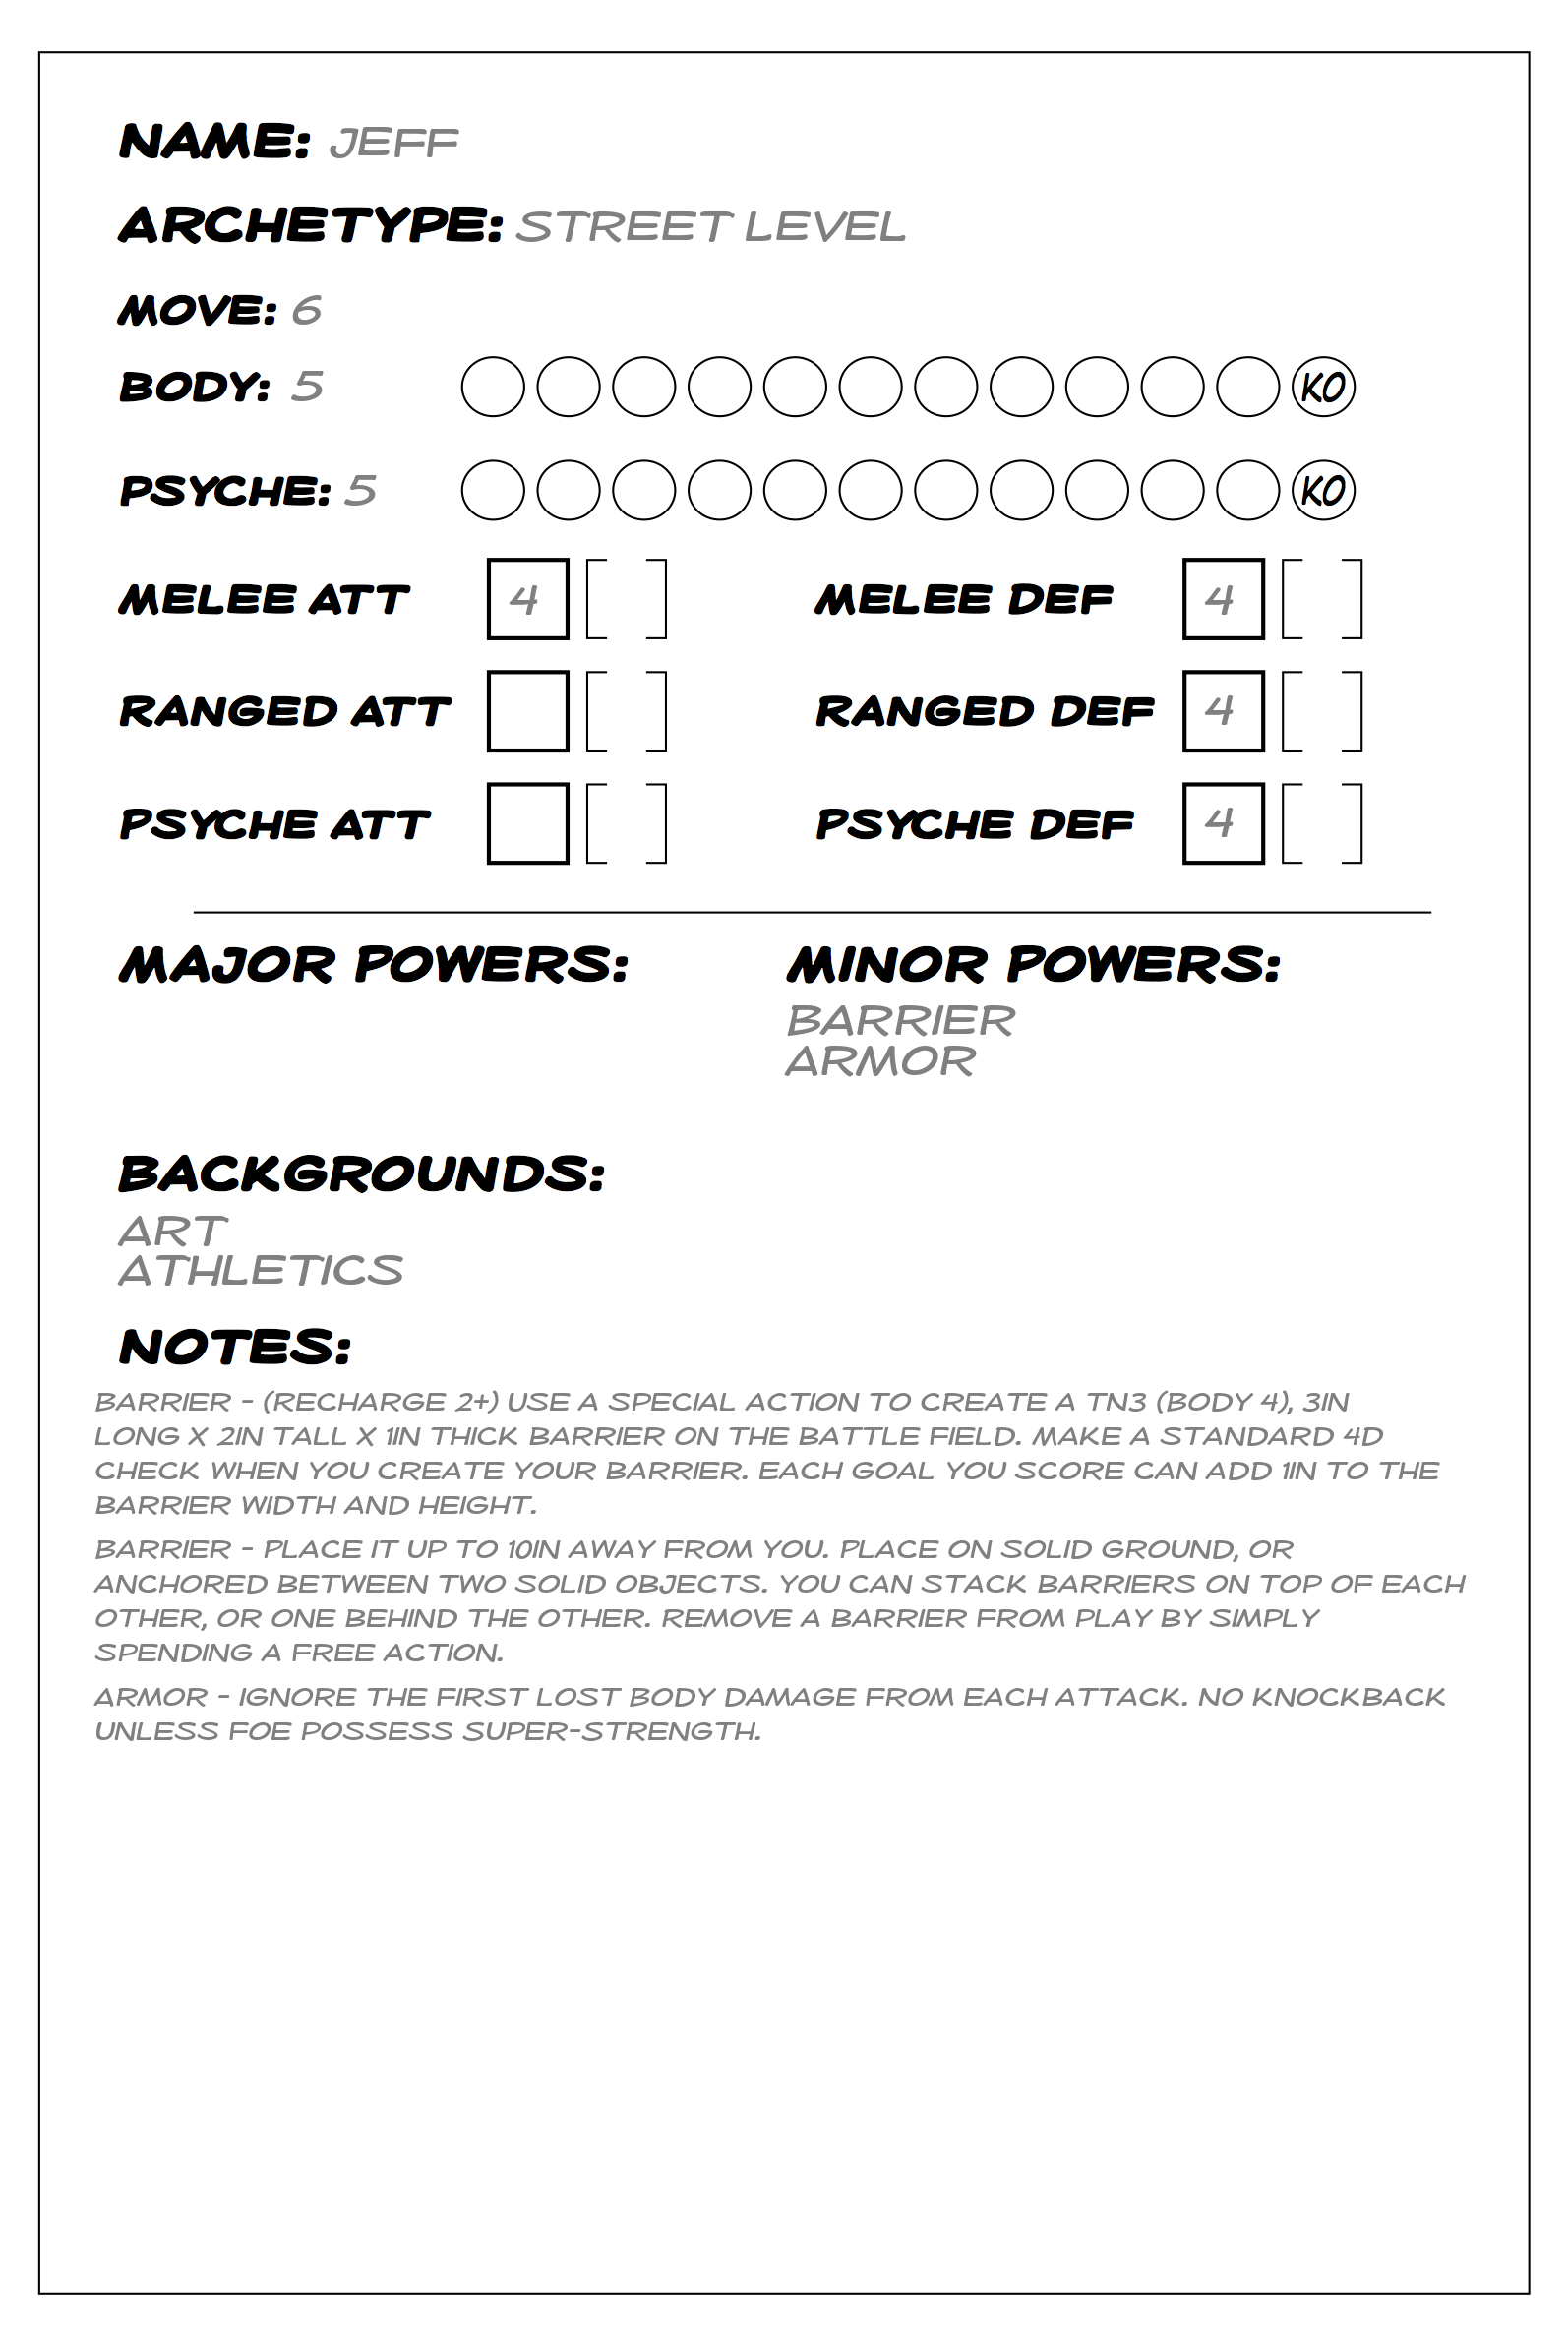 NAME: JEFF
ARCHETYPE: STREET LEVEL
MOVE: 6
BODY: 5 KO
PSYCHE: 5 KO
MELEE ATT 4 [ ] MELEE DEF 4 [ ]
RANGED ATT [ ] RANGED DEF 4 [ ]
PSYCHE ATT [ ] PSYCHE DEF 4 [ ]
MAJOR POWERS: MINOR POWERS:
BARRIER
ARMOR
BACKGROUNDS:
ART
ATHLETICS
NOTES:
BARRIER - (RECHARGE 2+) USE A SPECIAL ACTION TO CREATE A TN3 (BODY 4), 3IN
LONG X 2IN TALL X 1IN THICK BARRIER ON THE BATTLE FIELD. MAKE A STANDARD 4D
CHECK WHEN YOU CREATE YOUR BARRIER. EACH GOAL YOU SCORE CAN ADD 1IN TO THE
BARRIER WIDTH AND HEIGHT.
BARRIER - PLACE IT UP TO 10IN AWAY FROM YOU. PLACE ON SOLID GROUND, OR
ANCHORED BETWEEN TWO SOLID OBJECTS. YOU CAN STACK BARRIERS ON TOP OF EACH
OTHER, OR ONE BEHIND THE OTHER. REMOVE A BARRIER FROM PLAY BY SIMPLY
SPENDING A FREE ACTION.
ARMOR - IGNORE THE FIRST LOST BODY DAMAGE FROM EACH ATTACK. NO KNOCKBACK
UNLESS FOE POSSESS SUPER-STRENGTH.